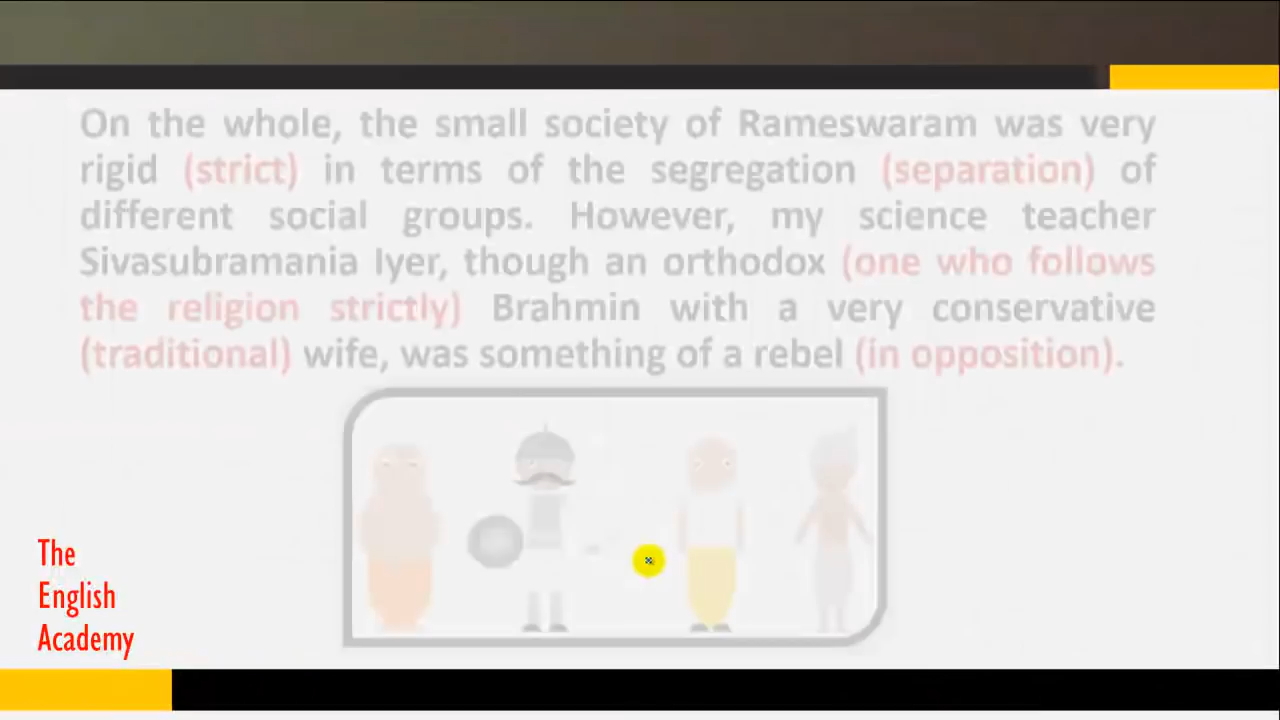 On the whole, the small society of Rameswaram was very
rigid (strict) in terms of the segregation (separation) of
different social groups. However, my science teacher
Sivasubramania Iyer, though an orthodox (one who follows
the religion strictly) Brahmin with a very conservative
(traditional) wife, was something of a rebel (in opposition).
The
English
Academy